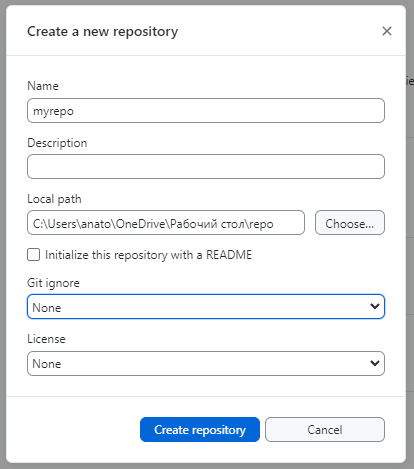 Create a new repository
Name
myrepo
Description
Local path
C:\Users\anato\OneDrive\Рабочий стол\repo
Choose...
Initialize this repository with a README
Git ignore
None
License
None
Create repository
Cancel